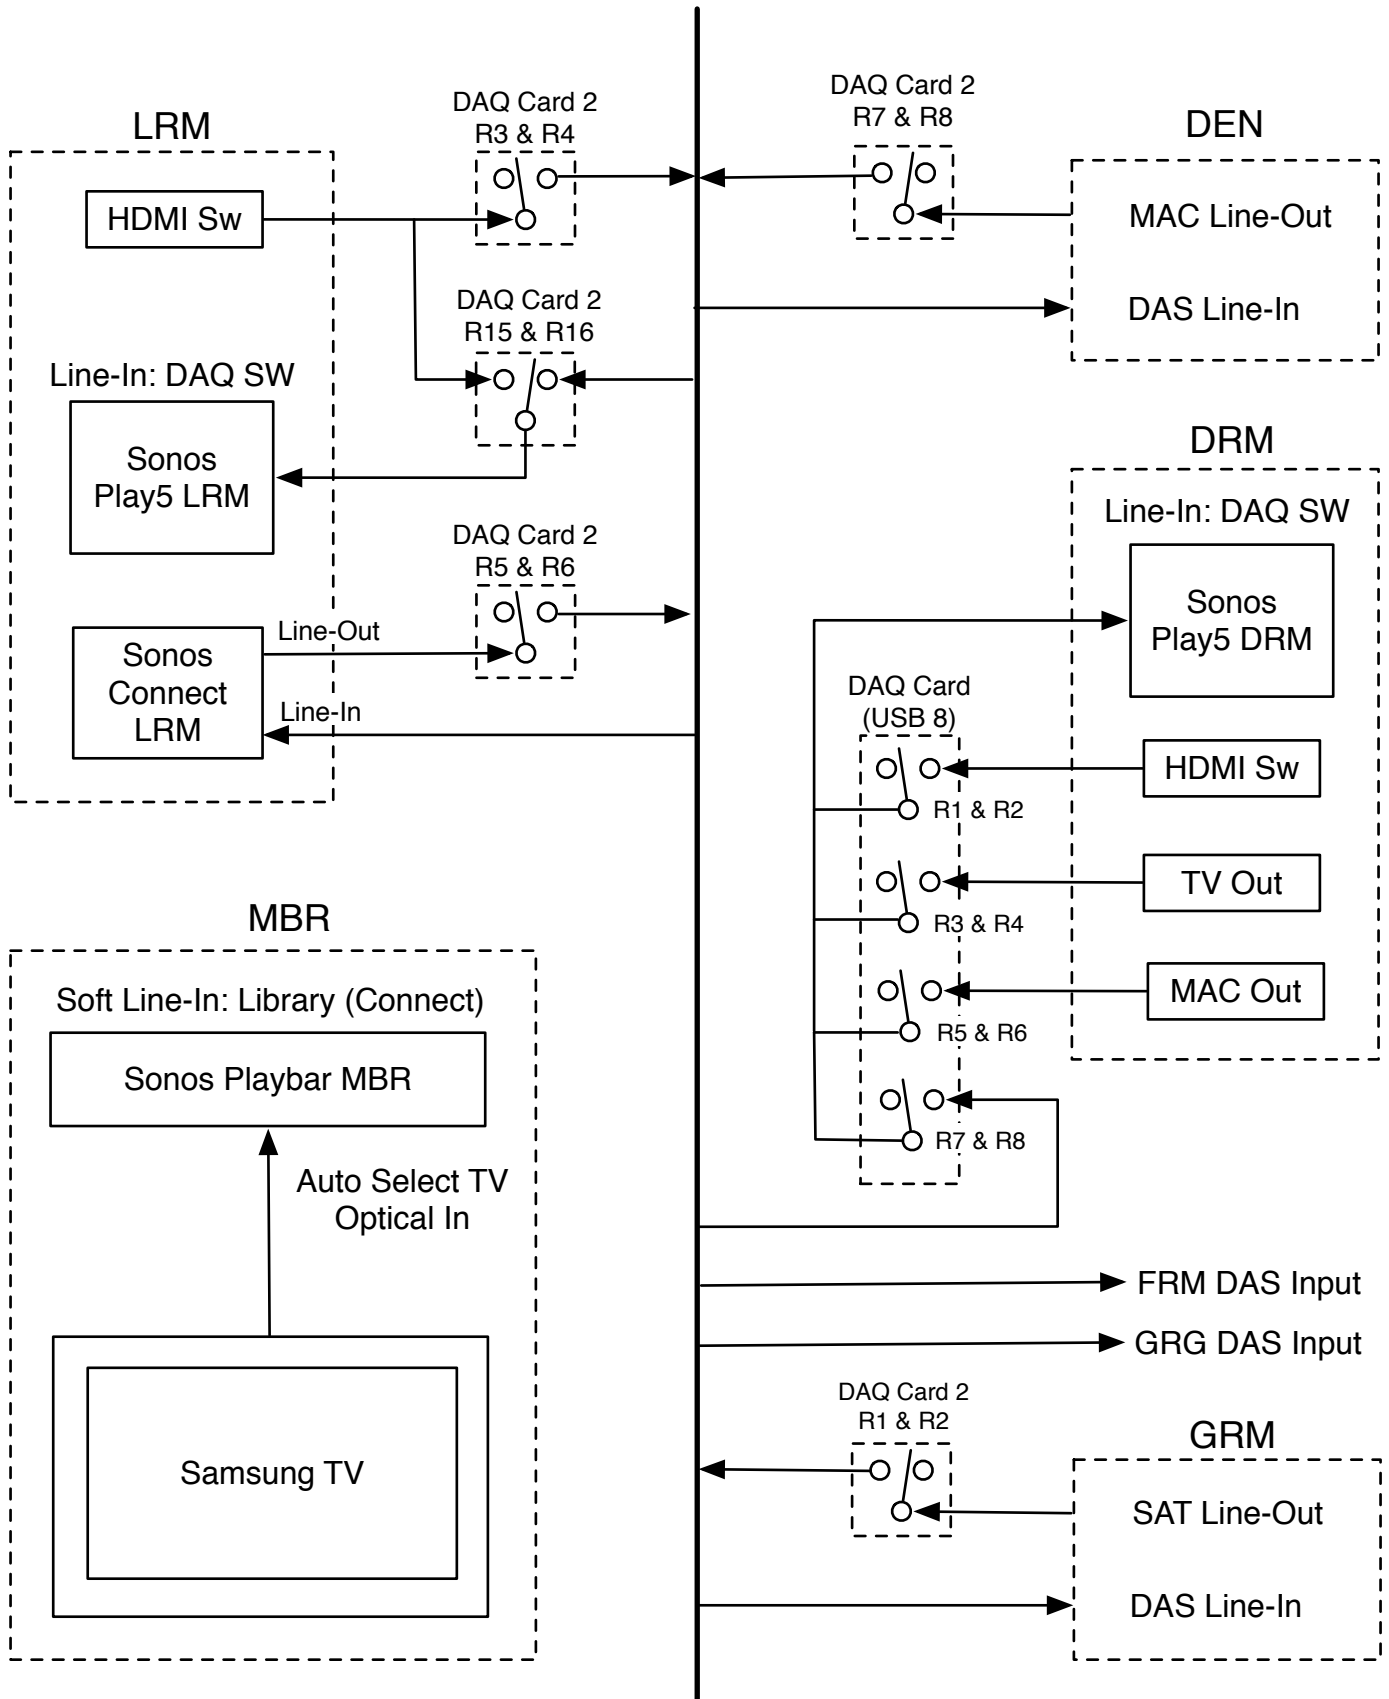 LRM
HDMI Sw
DAQ Card 2
R3 & R4
DAQ Card 2
R15 & R16
Line-In: DAQ SW
Sonos
Play5 LRM
DAQ Card 2
R5 & R6
Line-Out
Sonos
Connect
LRM
Line-In
MBR
Soft Line-In: Library (Connect)
Sonos Playbar MBR
Auto Select TV
Optical In
Samsung TV
DAQ Card 2
R7 & R8
DEN
MAC Line-Out
DAS Line-In
DRM
Line-In: DAQ SW
Sonos
Play5 DRM
DAQ Card
(USB 8)
HDMI Sw
R1 & R2
TV Out
R3 & R4
MAC Out
R5 & R6
R7 & R8
FRM DAS Input
GRG DAS Input
DAQ Card 2
R1 & R2
GRM
SAT Line-Out
DAS Line-In